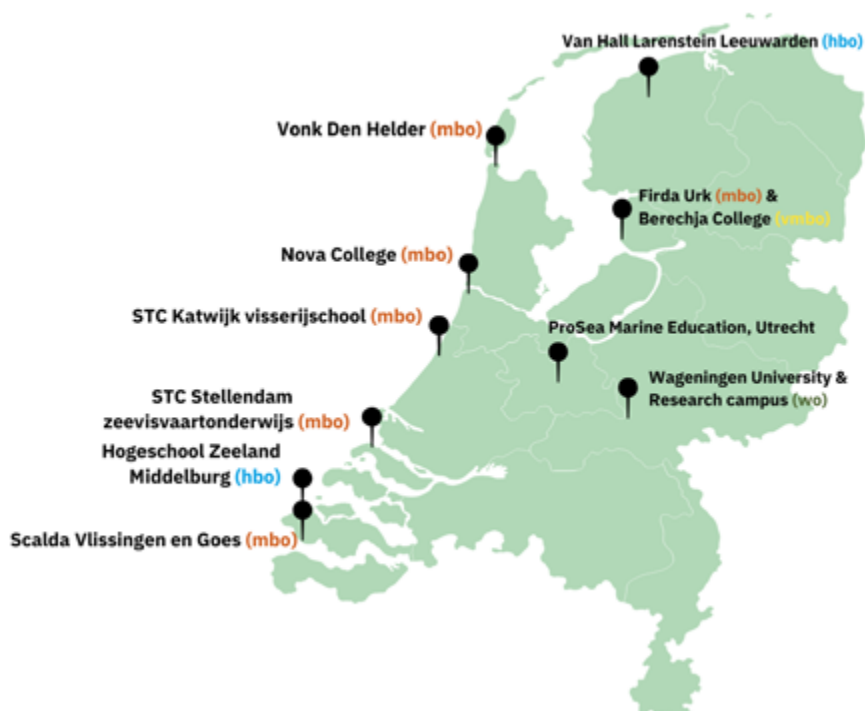 Van Hall Larenstein Leeuwarden (hbo)
Vonk Den Helder (mbo)
Firda Urk (mbo) &
Berechja College (vmbo)
Nova College (mbo)
STC Katwijk visserijschool (mbo)
ProSea Marine Education, Utrecht
Wageningen University &
Research campus (wo)
STC Stellendam
zeevisvaartonderwijs (mbo)
Hogeschool Zeeland
Middelburg (hbo)
Scalda Vlissingen en Goes (mbo)